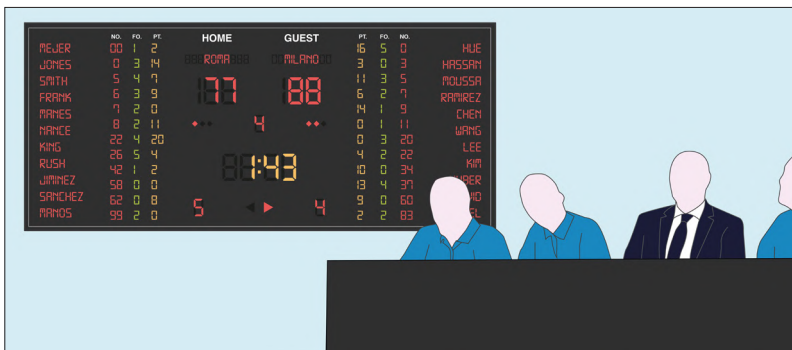 MEJER
JONES
SMITH
FRANK
MANES
NANCE
KING
RUSH
JIMINEZ
SANCHEZ
MANOS
NO. FO. PT.
00 1 2
0 3 14
5 4 7
6 3 9
7 2 0
8 2 11
22 4 20
26 5 4
42 1 2
58 0 0
62 0 8
99 2 0
HOME GUEST
ROMA MILANO
77 88
4
1:43
5 4
PT. FO. NO.
16 5 0
3 0 3
11 3 5
6 2 7
14 1 9
0 1 11
0 3 20
4 2 22
10 0 34
13 4 37
9 0 60
2 2 83
HUE
HASSAN
MOUSSA
RAMIREZ
CHEN
WANG
LEE
KIM